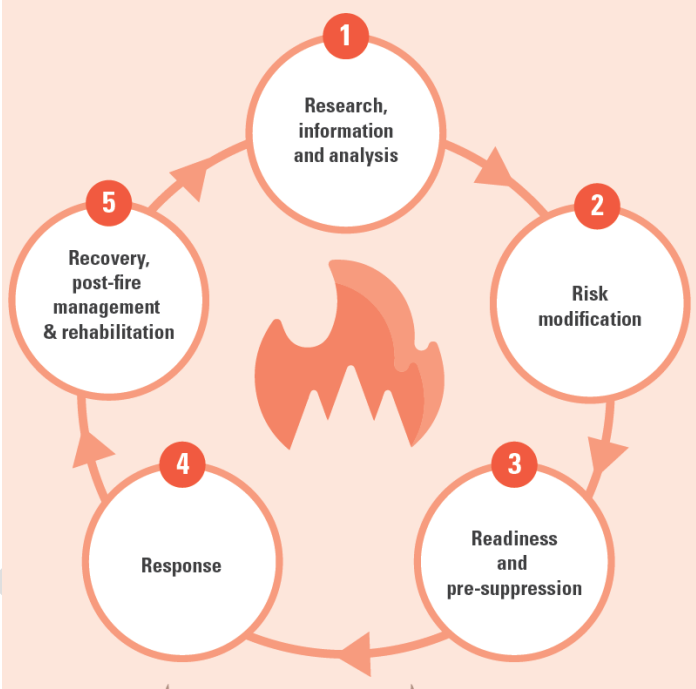 1
Research,
information
and analysis
2
Risk
modification
3
Readiness
and
pre-suppression
4
Response
5
Recovery,
post-fire
management
& rehabilitation